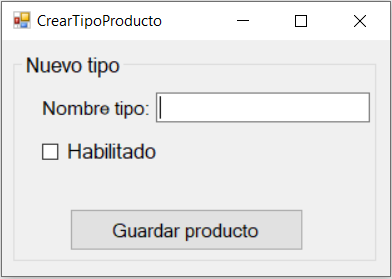 CrearTipoProducto
Nuevo tipo
Nombre tipo:
Habilitado
Guardar producto